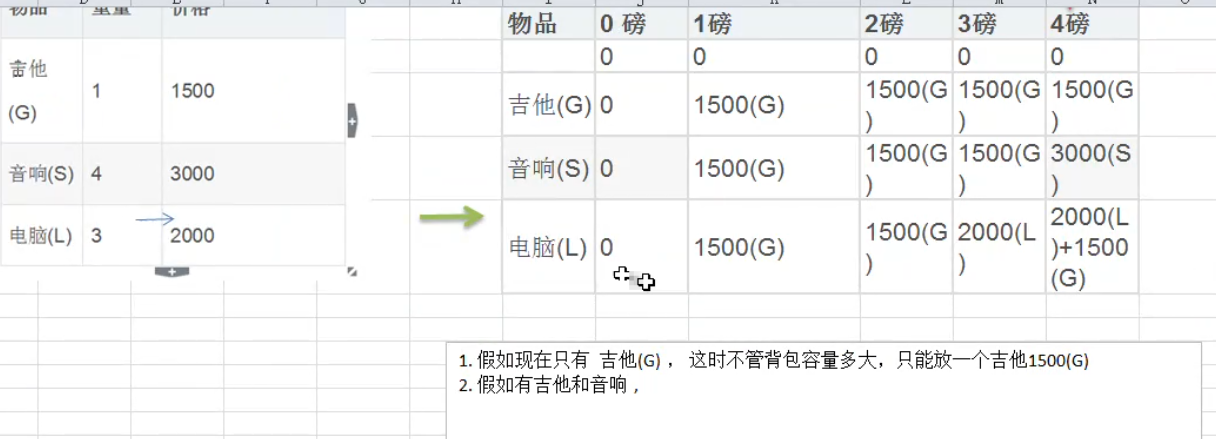 物品 重量 价格
吉他
(G) 1 1500
音响(S) 4 3000
电脑(L) 3 2000
物品 0 磅 1磅 2磅 3磅 4磅
0 0 0 0 0
吉他(G) 0 1500(G) 1500(G) 1500(G) 1500(G)
音响(S) 0 1500(G) 1500(G) 1500(G) 3000(S)
电脑(L) 0 1500(G) 1500(G) 2000(L) 2000(L)+1500(G)
1. 假如现在只有 吉他(G) ， 这时不管背包容量多大，只能放一个吉他1500(G)
2. 假如有吉他和音响，